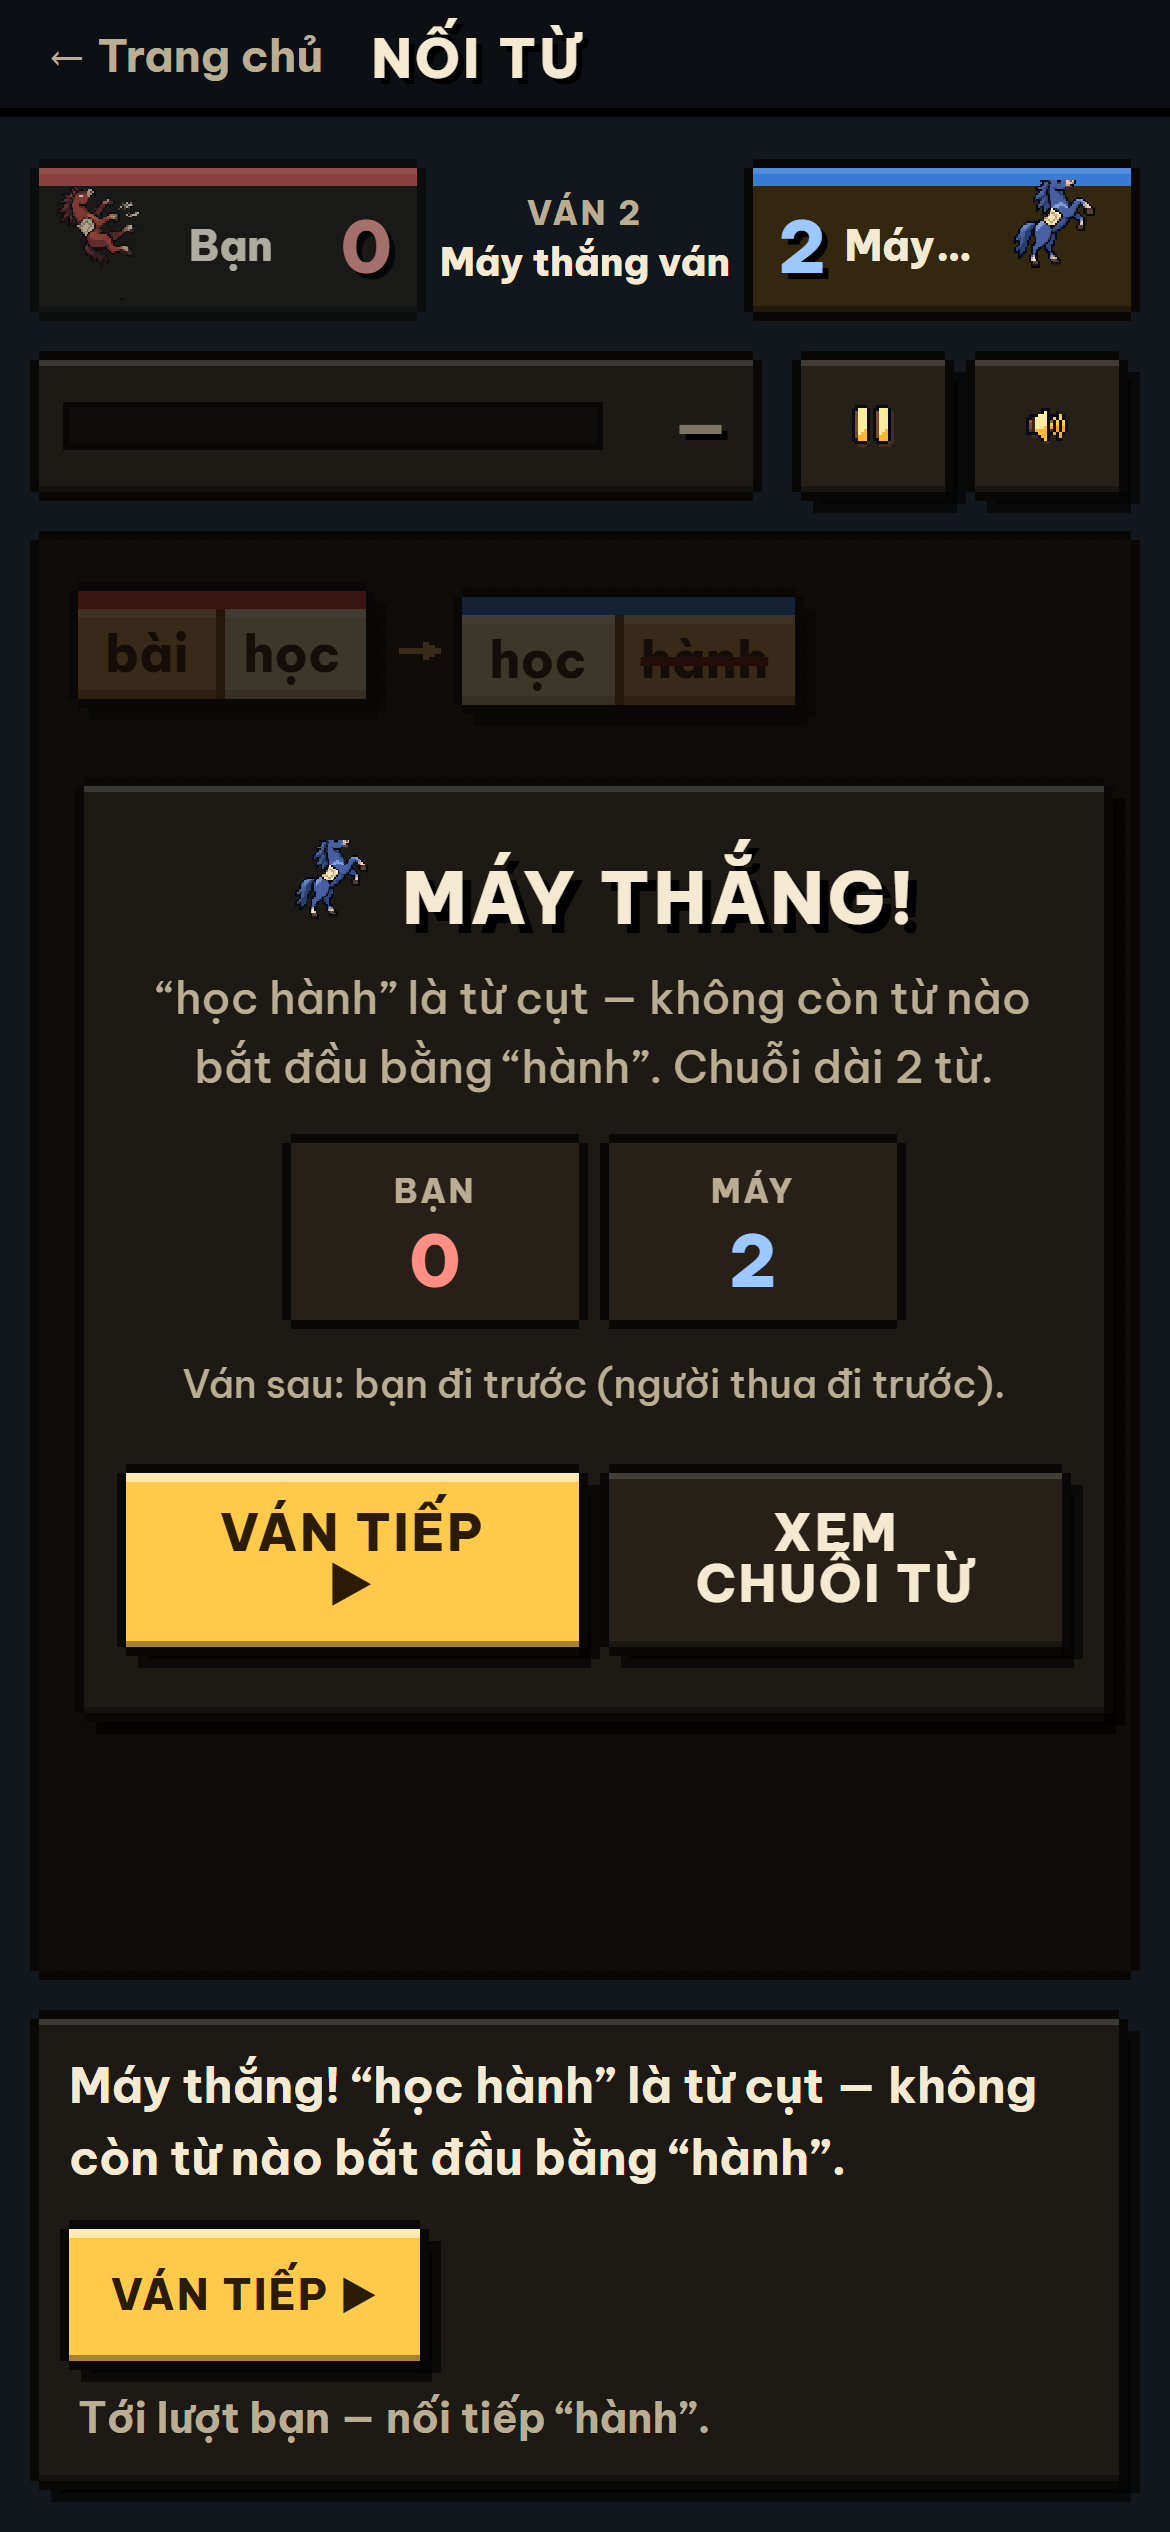 ← Trang chủ NỐI TỪ
Bạn 0
VÁN 2
Máy thắng ván
2 Máy...
–
bài học → học hành
MÁY THẮNG!
“học hành” là từ cụt – không còn từ nào
bắt đầu bằng “hành”. Chuỗi dài 2 từ.
BẠN
0
MÁY
2
Ván sau: bạn đi trước (người thua đi trước).
VÁN TIẾP
▶
XEM
CHUỖI TỪ
Máy thắng! “học hành” là từ cụt – không
còn từ nào bắt đầu bằng “hành”.
VÁN TIẾP ▶
Tới lượt bạn – nối tiếp “hành”.